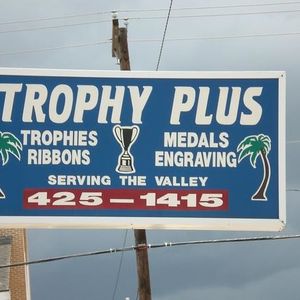 TROPHY PLUS
TROPHIES MEDALS
RIBBONS ENGRAVING
SERVING THE VALLEY
425-1415